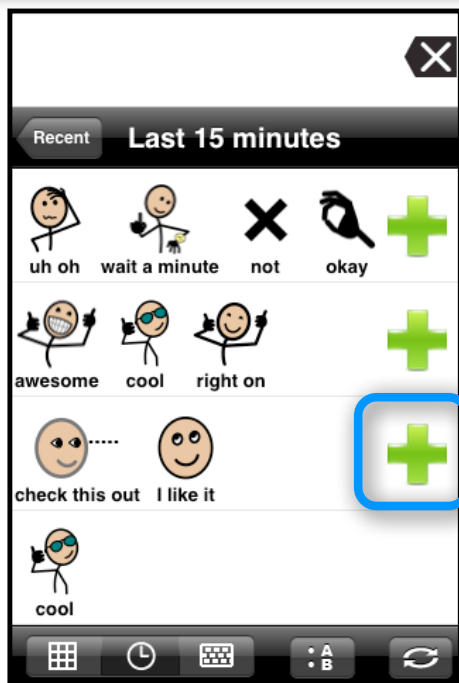 Recent Last 15 minutes
uh oh wait a minute not okay
awesome cool right on
check this out I like it
cool
A
B